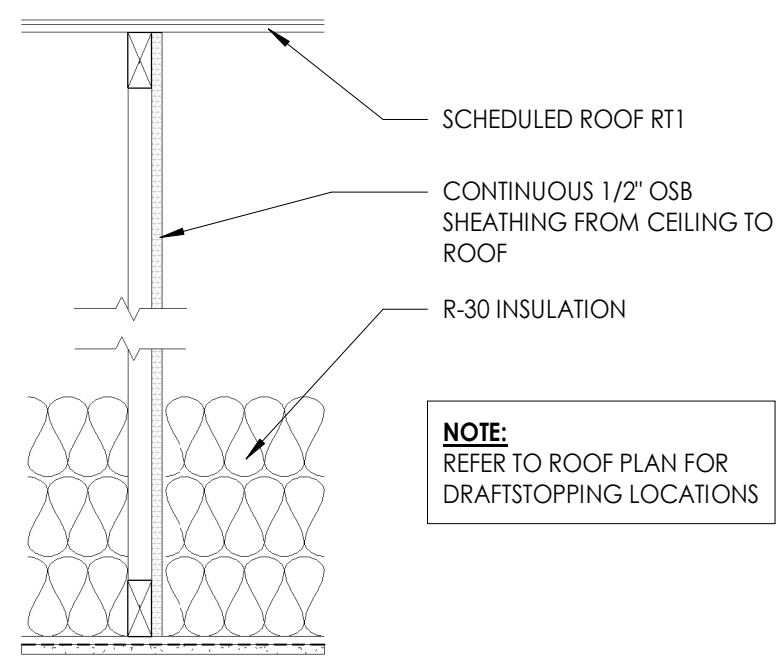 SCHEDULED ROOF RT1
CONTINUOUS 1/2" OSB
SHEATHING FROM CEILING TO
ROOF
R-30 INSULATION
NOTE:
REFER TO ROOF PLAN FOR
DRAFTSTOPPING LOCATIONS